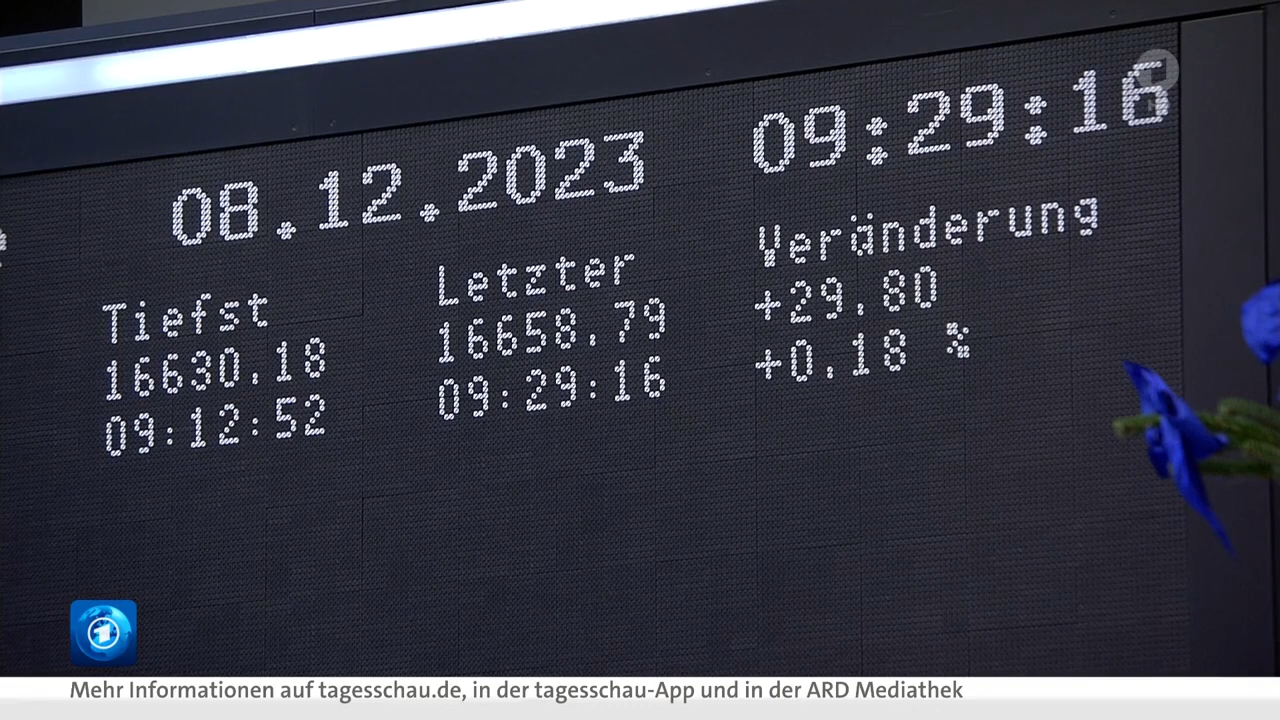 08.12.2023 09:29:16
Tiefst Letzter Veränderung
16630,18 16658,79 +29,80
09:12:52 09:29:16 +0,18 %
Mehr Informationen auf tagesschau.de, in der tagesschau-App und in der ARD Mediathek